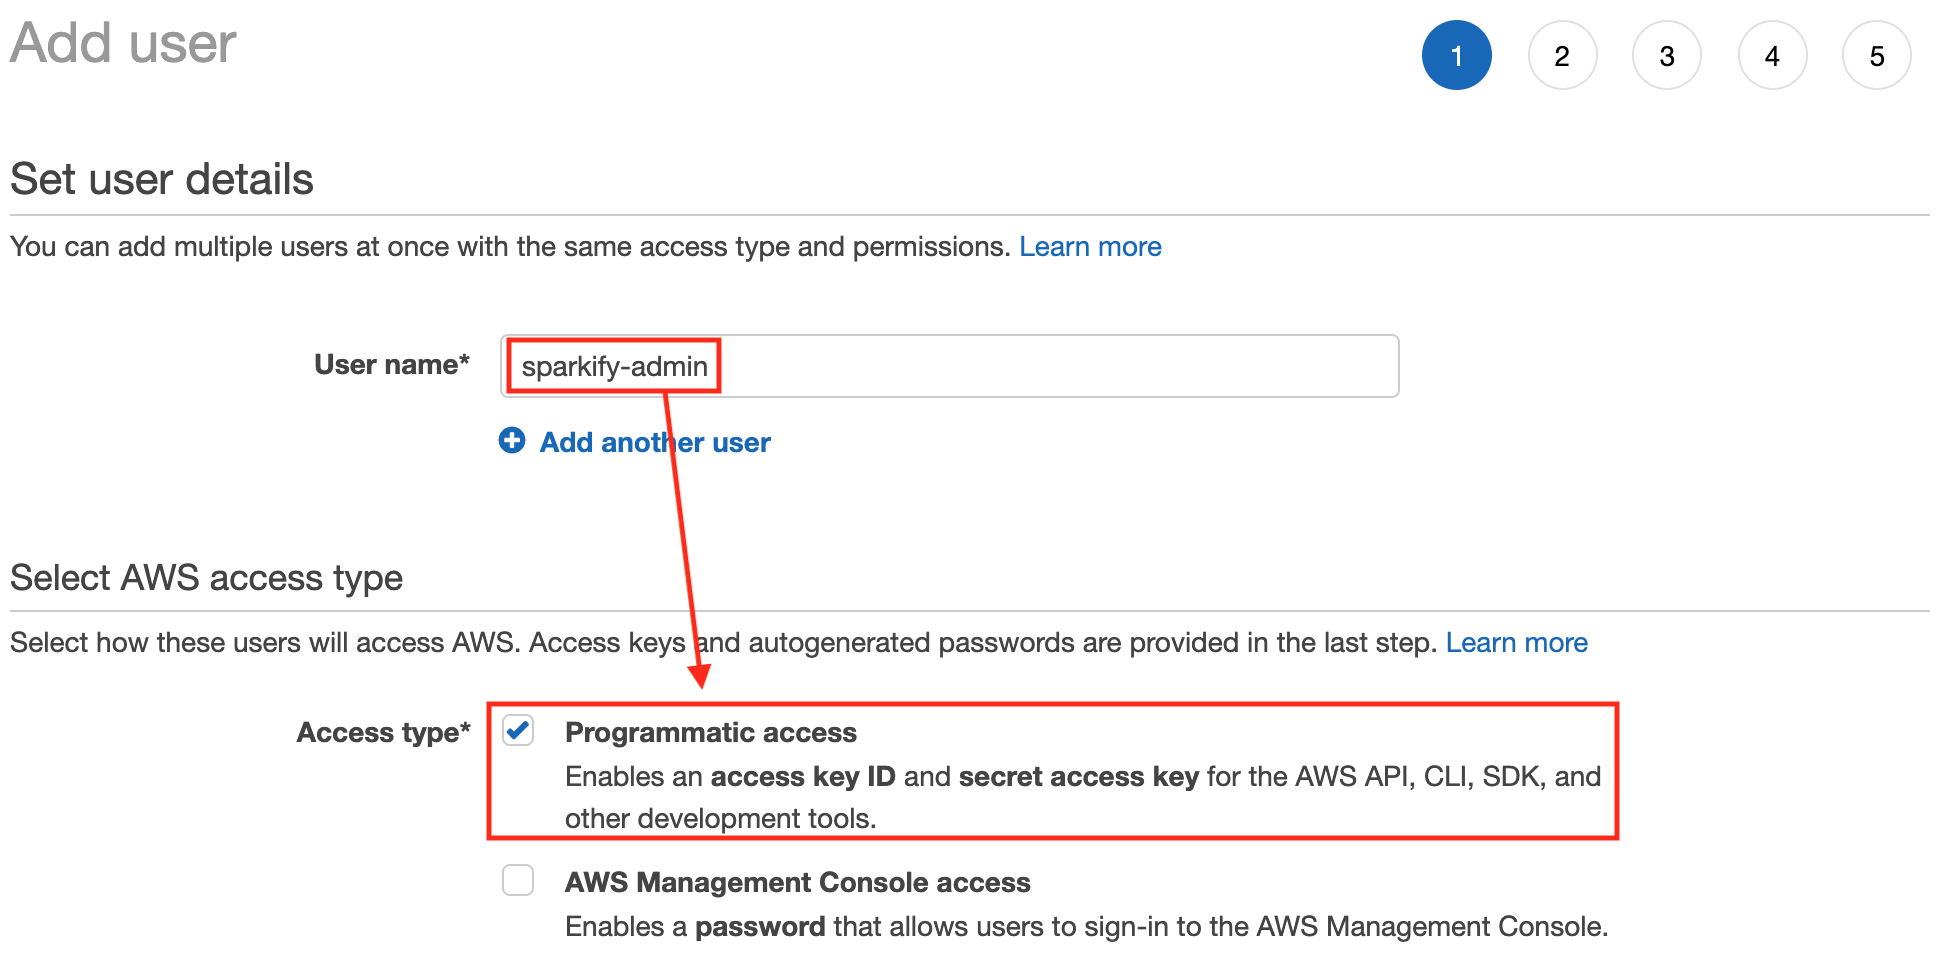 Add user
1 2 3 4 5
Set user details
You can add multiple users at once with the same access type and permissions. Learn more
User name* sparkify-admin
Add another user
Select AWS access type
Select how these users will access AWS. Access keys and autogenerated passwords are provided in the last step. Learn more
Access type* Programmatic access
Enables an access key ID and secret access key for the AWS API, CLI, SDK, and
other development tools.
AWS Management Console access
Enables a password that allows users to sign-in to the AWS Management Console.